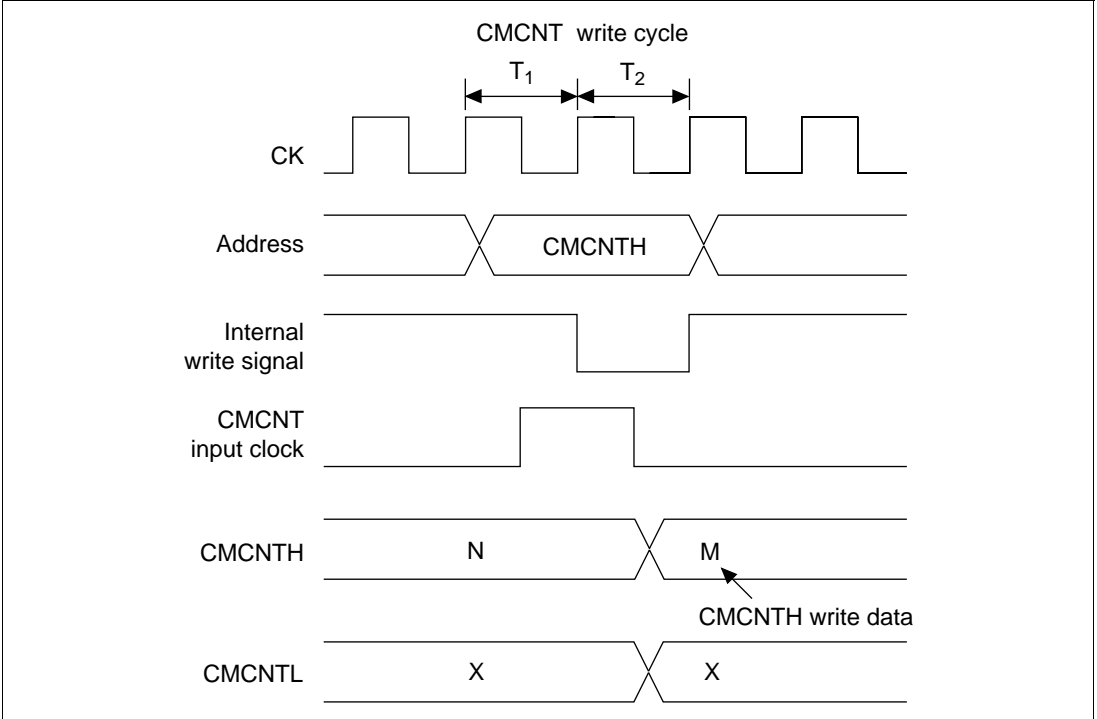 CMCNT write cycle
T1 T2
CK
Address
CMCNTH
Internal
write signal
CMCNT
input clock
CMCNTH
N
M
CMCNTH write data
CMCNTL
X
X